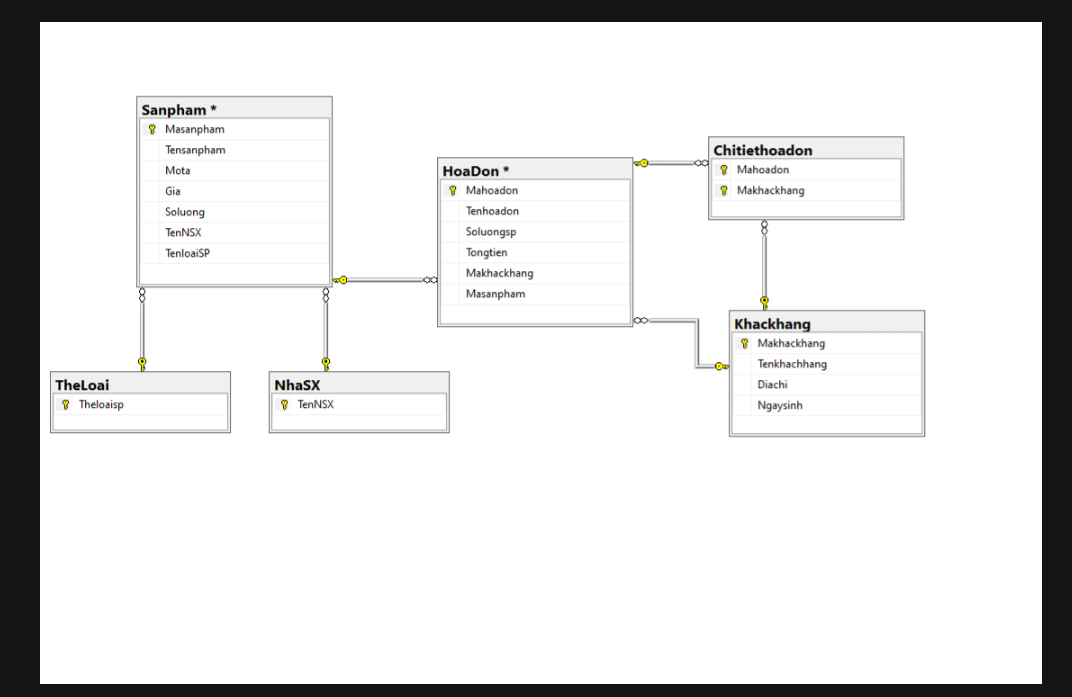 Sanpham *
Masanpham
Tensanpham
Mota
Gia
Soluong
TenNSX
TenloaiSP
HoaDon *
Mahoadon
Tenhoadon
Soluongsp
Tongtien
Makhackhang
Masanpham
Chitiethoadon
Mahoadon
Makhackhang
Khackhang
Makhackhang
Tenkhachhang
Diachi
Ngaysinh
TheLoai
Theloaisp
NhaSX
TenNSX